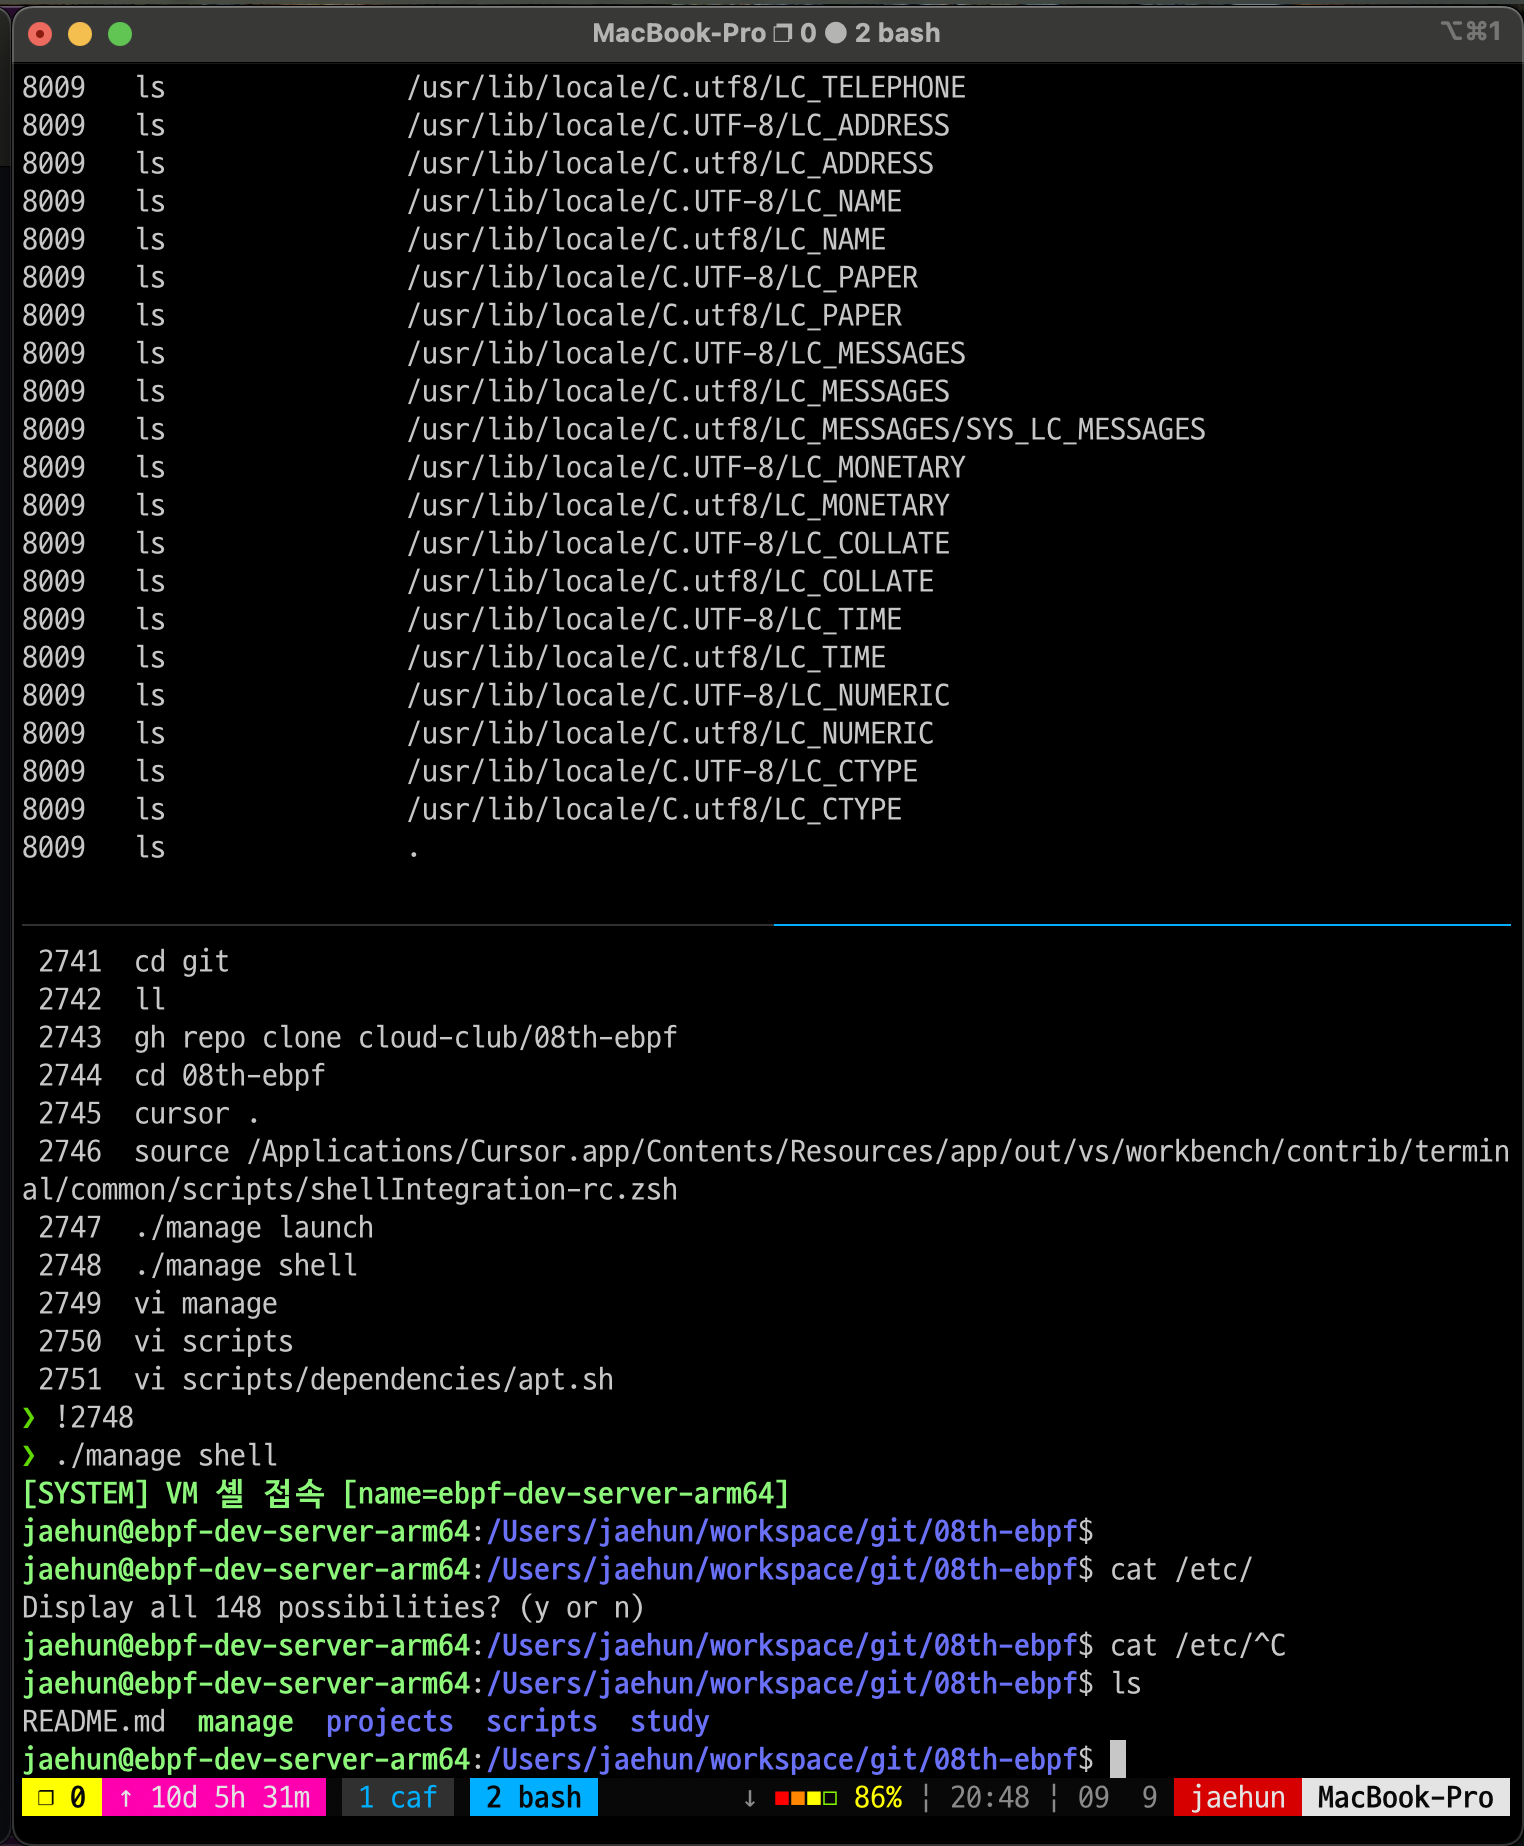 MacBook-Pro ❐ 0 ● 2 bash ⌥⌘1
8009 ls /usr/lib/locale/C.utf8/LC_TELEPHONE
8009 ls /usr/lib/locale/C.UTF-8/LC_ADDRESS
8009 ls /usr/lib/locale/C.utf8/LC_ADDRESS
8009 ls /usr/lib/locale/C.UTF-8/LC_NAME
8009 ls /usr/lib/locale/C.utf8/LC_NAME
8009 ls /usr/lib/locale/C.UTF-8/LC_PAPER
8009 ls /usr/lib/locale/C.utf8/LC_PAPER
8009 ls /usr/lib/locale/C.UTF-8/LC_MESSAGES
8009 ls /usr/lib/locale/C.utf8/LC_MESSAGES
8009 ls /usr/lib/locale/C.utf8/LC_MESSAGES/SYS_LC_MESSAGES
8009 ls /usr/lib/locale/C.UTF-8/LC_MONETARY
8009 ls /usr/lib/locale/C.utf8/LC_MONETARY
8009 ls /usr/lib/locale/C.UTF-8/LC_COLLATE
8009 ls /usr/lib/locale/C.utf8/LC_COLLATE
8009 ls /usr/lib/locale/C.UTF-8/LC_TIME
8009 ls /usr/lib/locale/C.utf8/LC_TIME
8009 ls /usr/lib/locale/C.UTF-8/LC_NUMERIC
8009 ls /usr/lib/locale/C.utf8/LC_NUMERIC
8009 ls /usr/lib/locale/C.UTF-8/LC_CTYPE
8009 ls /usr/lib/locale/C.utf8/LC_CTYPE
8009 ls .
2741 cd git
2742 ll
2743 gh repo clone cloud-club/08th-ebpf
2744 cd 08th-ebpf
2745 cursor .
2746 source /Applications/Cursor.app/Contents/Resources/app/out/vs/workbench/contrib/termin
al/common/scripts/shellIntegration-rc.zsh
2747 ./manage launch
2748 ./manage shell
2749 vi manage
2750 vi scripts
2751 vi scripts/dependencies/apt.sh
❯ !2748
❯ ./manage shell
[SYSTEM] VM 셸 접속 [name=ebpf-dev-server-arm64]
jaehun@ebpf-dev-server-arm64:/Users/jaehun/workspace/git/08th-ebpf$
jaehun@ebpf-dev-server-arm64:/Users/jaehun/workspace/git/08th-ebpf$ cat /etc/
Display all 148 possibilities? (y or n)
jaehun@ebpf-dev-server-arm64:/Users/jaehun/workspace/git/08th-ebpf$ cat /etc/^C
jaehun@ebpf-dev-server-arm64:/Users/jaehun/workspace/git/08th-ebpf$ ls
README.md manage projects scripts study
jaehun@ebpf-dev-server-arm64:/Users/jaehun/workspace/git/08th-ebpf$
❐ 0 ↑ 10d 5h 31m 1 caf 2 bash ↓ 86% ¦ 20:48 ¦ 09 9 jaehun MacBook-Pro